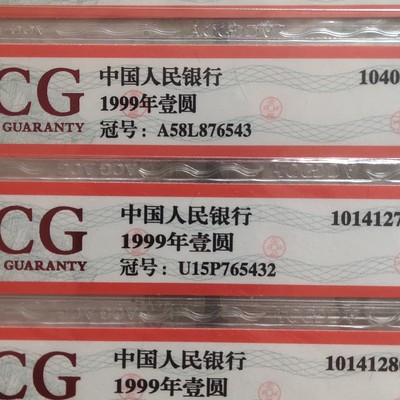 CG
GUARANTY
中国人民银行
1999年壹圆
冠号: A58L876543
1040
CG
GUARANTY
中国人民银行
1999年壹圆
冠号: U15P765432
1014127
CG
中国人民银行
1999年壹圆
1014128